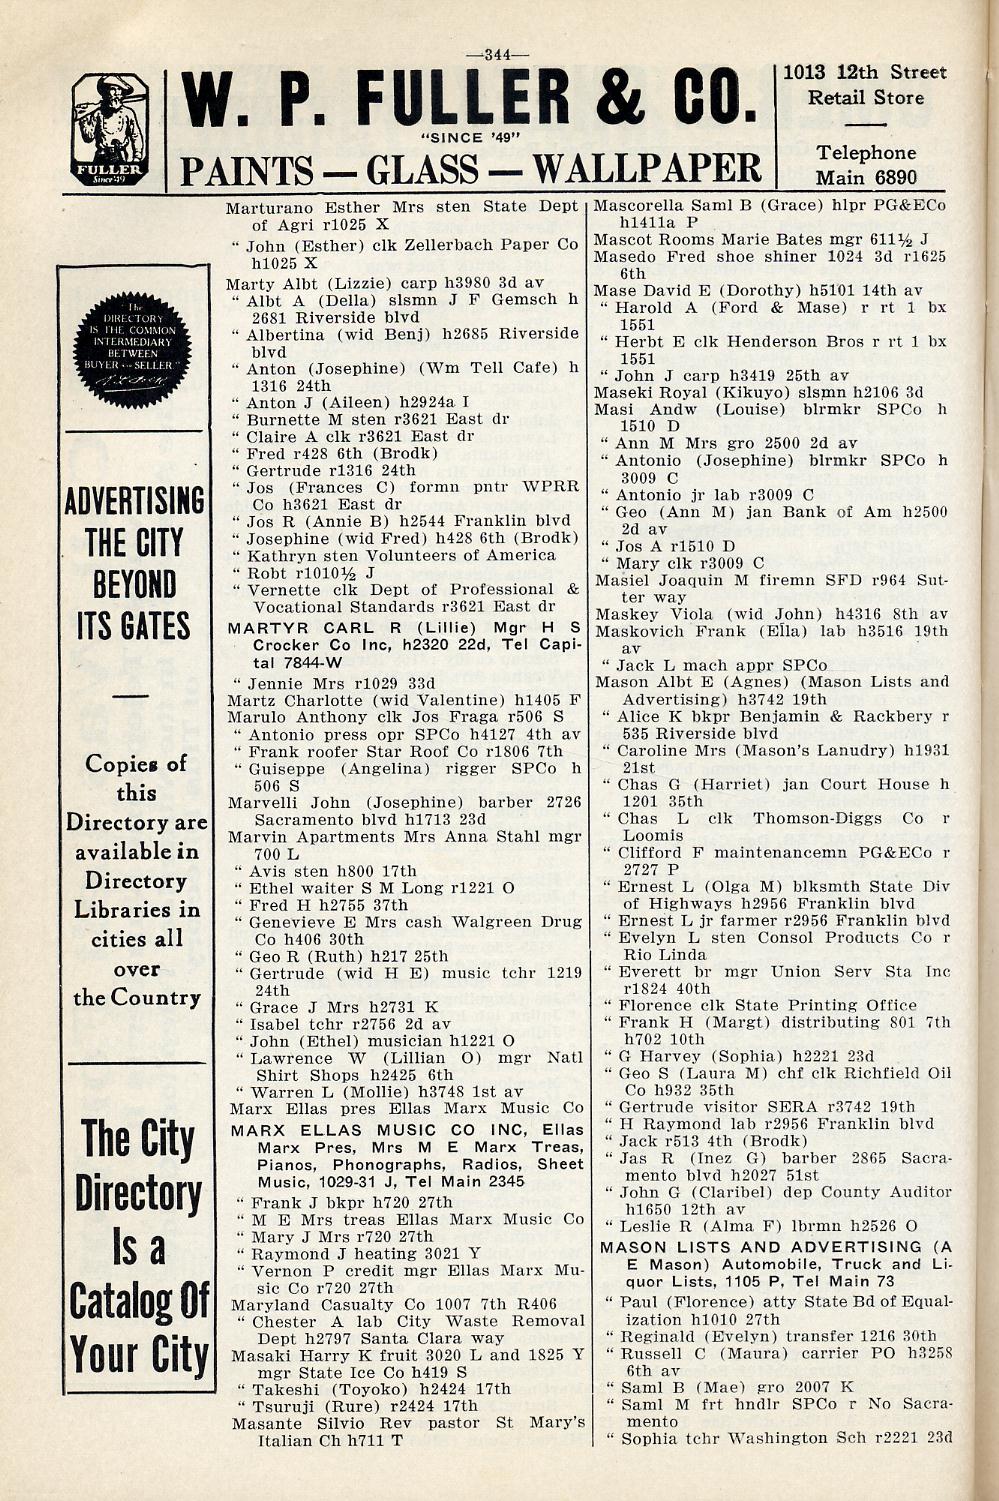 —344—
FULLER
Since '49
W. P. FULLER & CO.
"SINCE '49"
PAINTS — GLASS — WALLPAPER
1013 12th Street
Retail Store
Telephone
Main 6890
The
DIRECTORY
IS THE COMMON
INTERMEDIARY
BETWEEN
BUYER and SELLER
ADVERTISING
THE CITY
BEYOND
ITS GATES
Copies of
this
Directory are
available in
Directory
Libraries in
cities all
over
the Country
The City
Directory
Is a
Catalog Of
Your City
Marturano Esther Mrs sten State Dept
of Agri r1025 X
" John (Esther) clk Zellerbach Paper Co
h1025 X
Marty Albt (Lizzie) carp h3980 3d av
" Albt A (Della) slsmn J F Gemsch h
2681 Riverside blvd
" Albertina (wid Benj) h2685 Riverside
blvd
" Anton (Josephine) (Wm Tell Cafe) h
1316 24th
" Anton J (Aileen) h2924a I
" Burnette M sten r3621 East dr
" Claire A clk r3621 East dr
" Fred r428 6th (Brodk)
" Gertrude r1316 24th
" Jos (Frances C) formn pntr WPRR
Co h3621 East dr
" Jos R (Annie B) h2544 Franklin blvd
" Josephine (wid Fred) h428 6th (Brodk)
" Kathryn sten Volunteers of America
" Robt r1010½ J
" Vernette clk Dept of Professional &
Vocational Standards r3621 East dr
MARTYR CARL R (Lillie) Mgr H S
Crocker Co Inc, h2320 22d, Tel Capi-
tal 7844-W
" Jennie Mrs r1029 33d
Martz Charlotte (wid Valentine) h1405 F
Marulo Anthony clk Jos Fraga r506 S
" Antonio press opr SPCo h4127 4th av
" Frank roofer Star Roof Co r1806 7th
" Guiseppe (Angelina) rigger SPCo h
506 S
Marvelli John (Josephine) barber 2726
Sacramento blvd h1713 23d
Marvin Apartments Mrs Anna Stahl mgr
700 L
" Avis sten h800 17th
" Ethel waiter S M Long r1221 O
" Fred H h2755 37th
" Genevieve E Mrs cash Walgreen Drug
Co h406 30th
" Geo R (Ruth) h217 25th
" Gertrude (wid H E) music tchr 1219
24th
" Grace J Mrs h2731 K
" Isabel tchr r2756 2d av
" John (Ethel) musician h1221 O
" Lawrence W (Lillian O) mgr Natl
Shirt Shops h2425 6th
" Warren L (Mollie) h3748 1st av
Marx Ellas pres Ellas Marx Music Co
MARX ELLAS MUSIC CO INC, Ellas
Marx Pres, Mrs M E Marx Treas,
Pianos, Phonographs, Radios, Sheet
Music, 1029-31 J, Tel Main 2345
" Frank J bkpr h720 27th
" M E Mrs treas Ellas Marx Music Co
" Mary J Mrs r720 27th
" Raymond J heating 3021 Y
" Vernon P credit mgr Ellas Marx Mu-
sic Co r720 27th
Maryland Casualty Co 1007 7th R406
" Chester A lab City Waste Removal
Dept h2797 Santa Clara way
Masaki Harry K fruit 3020 L and 1825 Y
mgr State Ice Co h419 S
" Takeshi (Toyoko) h2424 17th
" Tsuruji (Rure) r2424 17th
Masante Silvio Rev pastor St Mary's
Italian Ch h711 T
Mascorella Saml B (Grace) hlpr PG&ECo
h1411a P
Mascot Rooms Marie Bates mgr 611½ J
Masedo Fred shoe shiner 1024 3d r1625
6th
Mase David E (Dorothy) h5101 14th av
" Harold A (Ford & Mase) r rt 1 bx
1551
" Herbt E clk Henderson Bros r rt 1 bx
1551
" John J carp h3419 25th av
Maseki Royal (Kikuyo) slsmn h2106 3d
Masi Andw (Louise) blrmkr SPCo h
1510 D
" Ann M Mrs gro 2500 2d av
" Antonio (Josephine) blrmkr SPCo h
3009 C
" Antonio jr lab r3009 C
" Geo (Ann M) jan Bank of Am h2500
2d av
" Jos A r1510 D
" Mary clk r3009 C
Masiel Joaquin M firemn SFD r964 Sut-
ter way
Maskey Viola (wid John) h4316 8th av
Maskovich Frank (Ella) lab h3516 19th
av
" Jack L mach appr SPCo
Mason Albt E (Agnes) (Mason Lists and
Advertising) h3742 19th
" Alice K bkpr Benjamin & Rackbery r
535 Riverside blvd
" Caroline Mrs (Mason's Lanudry) h1931
21st
" Chas G (Harriet) jan Court House h
1201 35th
" Chas L clk Thomson-Diggs Co r
Loomis
" Clifford F maintenancemn PG&ECo r
2727 P
" Ernest L (Olga M) blksmth State Div
of Highways h2956 Franklin blvd
" Ernest L jr farmer r2956 Franklin blvd
" Evelyn L sten Consol Products Co r
Rio Linda
" Everett br mgr Union Serv Sta Inc
r1824 40th
" Florence clk State Printing Office
" Frank H (Margt) distributing 801 7th
h702 10th
" G Harvey (Sophia) h2221 23d
" Geo S (Laura M) chf clk Richfield Oil
Co h932 35th
" Gertrude visitor SERA r3742 19th
" H Raymond lab r2956 Franklin blvd
" Jack r513 4th (Brodk)
" Jas R (Inez G) barber 2865 Sacra-
mento blvd h2027 51st
" John G (Claribel) dep County Auditor
h1650 12th av
" Leslie R (Alma F) lbrmn h2526 O
MASON LISTS AND ADVERTISING (A
E Mason) Automobile, Truck and Li-
quor Lists, 1105 P, Tel Main 73
" Paul (Florence) atty State Bd of Equal-
ization h1010 27th
" Reginald (Evelyn) transfer 1216 30th
" Russell C (Maura) carrier PO h3258
6th av
" Saml B (Mae) gro 2007 K
" Saml M frt hndlr SPCo r No Sacra-
mento
" Sophia tchr Washington Sch r2221 23d